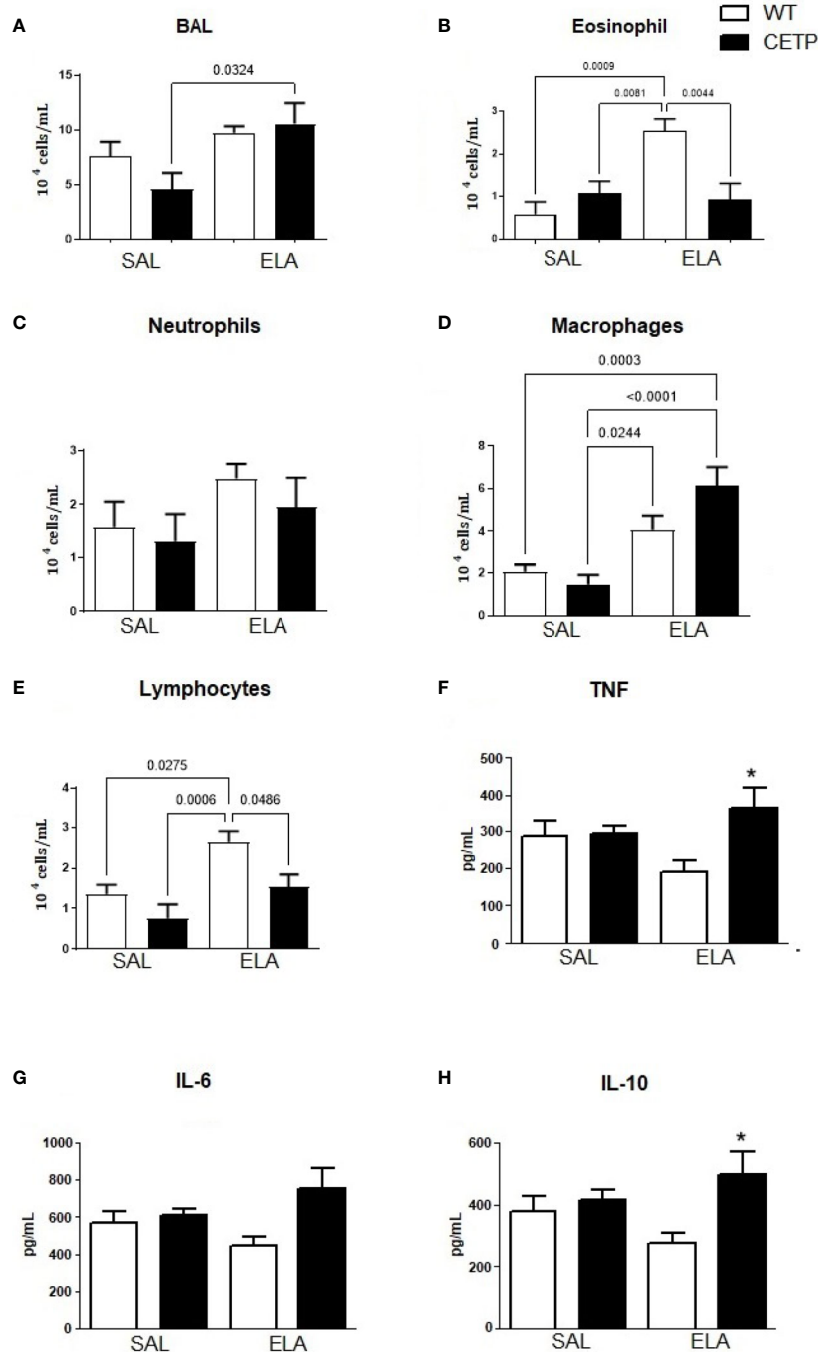 WT
CETP
A
BAL
0.0324
15
10
5
0
10 4 cells/mL
SAL
ELA
B
Eosinophil
0.0009
0.0081
0.0044
3
2
1
0
10 4 cells/mL
SAL
ELA
C
Neutrophils
3
2
1
0
10 4 cells/mL
SAL
ELA
D
Macrophages
0.0003
<0.0001
0.0244
8
6
4
2
0
10 4 cells/mL
SAL
ELA
E
Lymphocytes
0.0275
0.0006
0.0486
4
3
2
1
0
10 4 cells/mL
SAL
ELA
F
TNF
500
400
300
200
100
0
pg/mL
*
SAL
ELA
G
IL-6
1000
800
600
400
200
0
pg/mL
SAL
ELA
H
IL-10
600
400
200
0
pg/mL
*
SAL
ELA